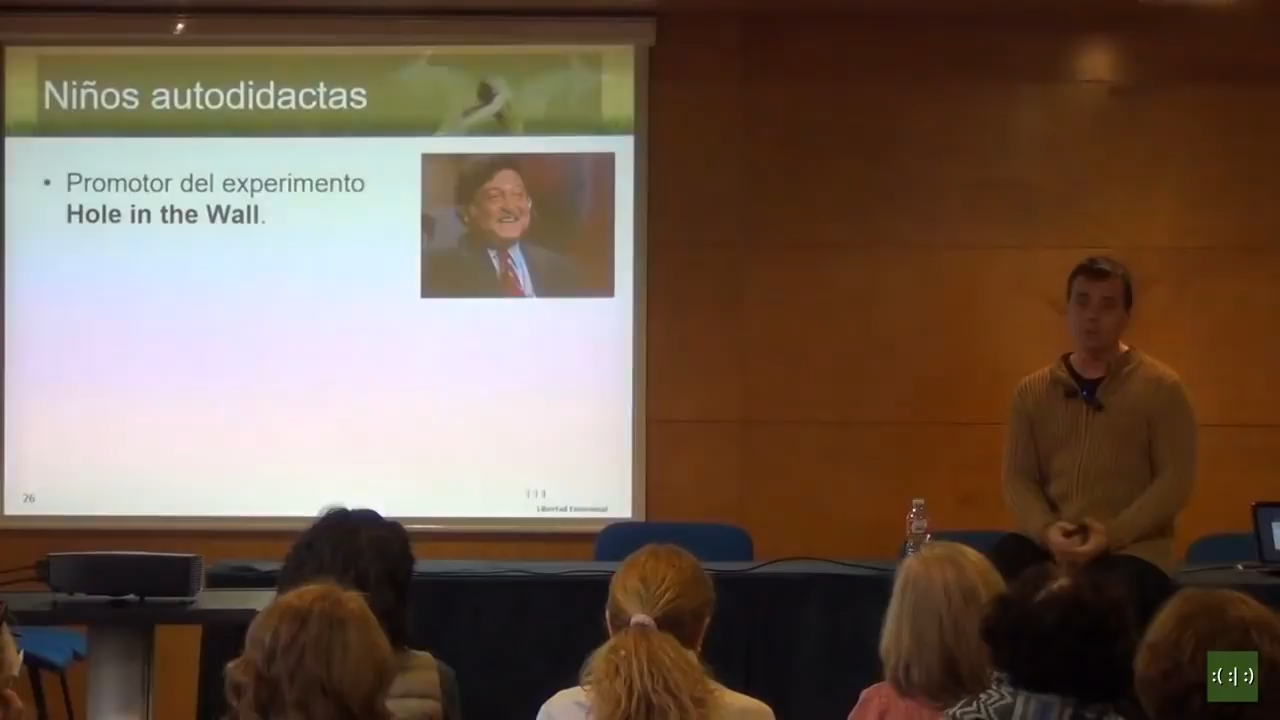 Niños autodidactas
• Promotor del experimento
Hole in the Wall.
26
Libertad Emocional
:( :| :)